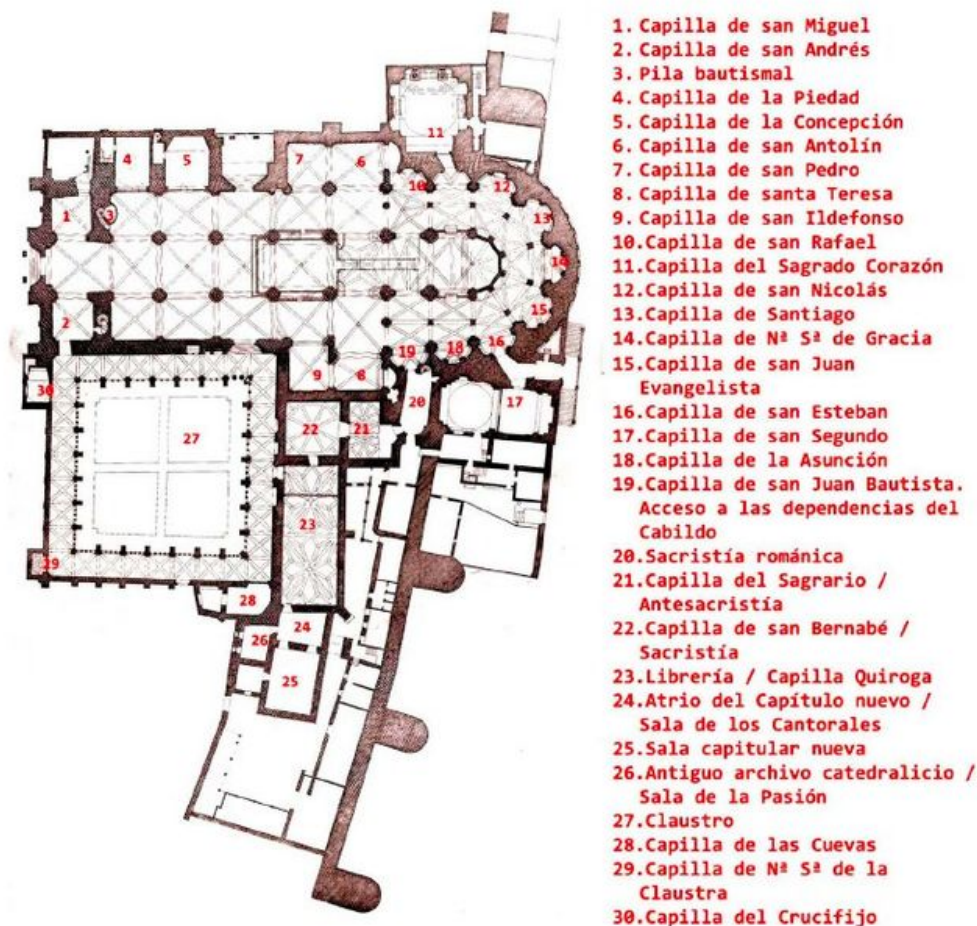 1. Capilla de san Miguel
2. Capilla de san Andrés
3. Pila bautismal
4. Capilla de la Piedad
5. Capilla de la Concepción
6. Capilla de san Antolín
7. Capilla de san Pedro
8. Capilla de santa Teresa
9. Capilla de san Ildefonso
10.Capilla de san Rafael
11.Capilla del Sagrado Corazón
12.Capilla de san Nicolás
13.Capilla de Santiago
14.Capilla de Nª Sª de Gracia
15.Capilla de san Juan
Evangelista
16.Capilla de san Esteban
17.Capilla de san Segundo
18.Capilla de la Asunción
19.Capilla de san Juan Bautista.
Acceso a las dependencias del
Cabildo
20.Sacristía románica
21.Capilla del Sagrario /
Antesacristía
22.Capilla de san Bernabé /
Sacristía
23.Librería / Capilla Quiroga
24.Atrio del Capítulo nuevo /
Sala de los Cantorales
25.Sala capitular nueva
26.Antiguo archivo catedralicio /
Sala de la Pasión
27.Claustro
28.Capilla de las Cuevas
29.Capilla de Nª Sª de la
Claustra
30.Capilla del Crucifijo
11
4
5
7
6
10
12
1
3
13
14
2
15
19
18
16
30
9
8
20
17
27
22
21
23
29
28
24
26
25